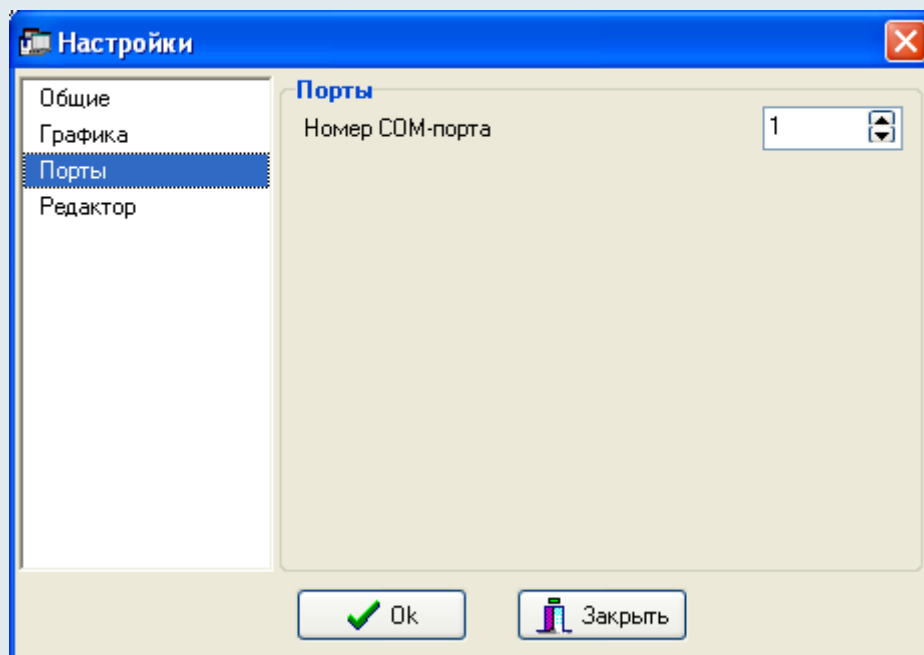 Настройки
Общие
Графика
Порты
Редактор
Порты
Номер COM-порта
1
Ok
Закрыть